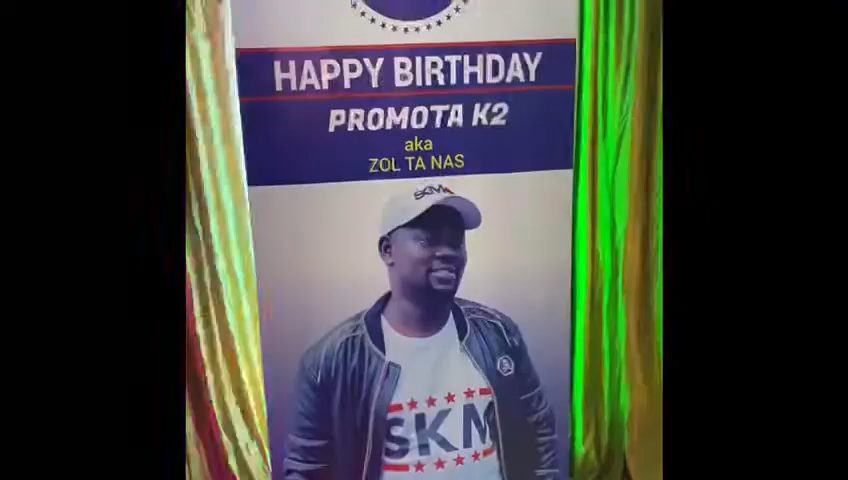 HAPPY BIRTHDAY
PROMOTA K2
aka
ZOL TA NAS
SKM
SKM